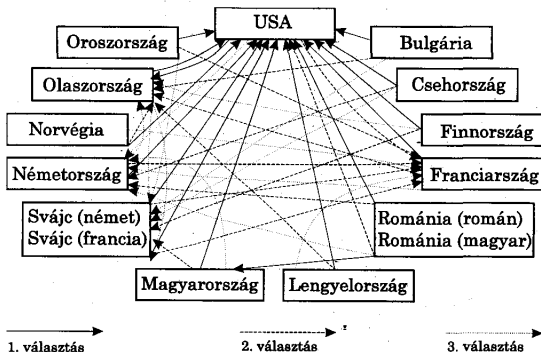 USA
Oroszország
Bulgária
Olaszország
Csehország
Norvégia
Finnország
Németország
Franciarszág
Svájc (német)
Svájc (francia)
Románia (román)
Románia (magyar)
Magyarország
Lengyelország
1. választás
2. választás
3. választás